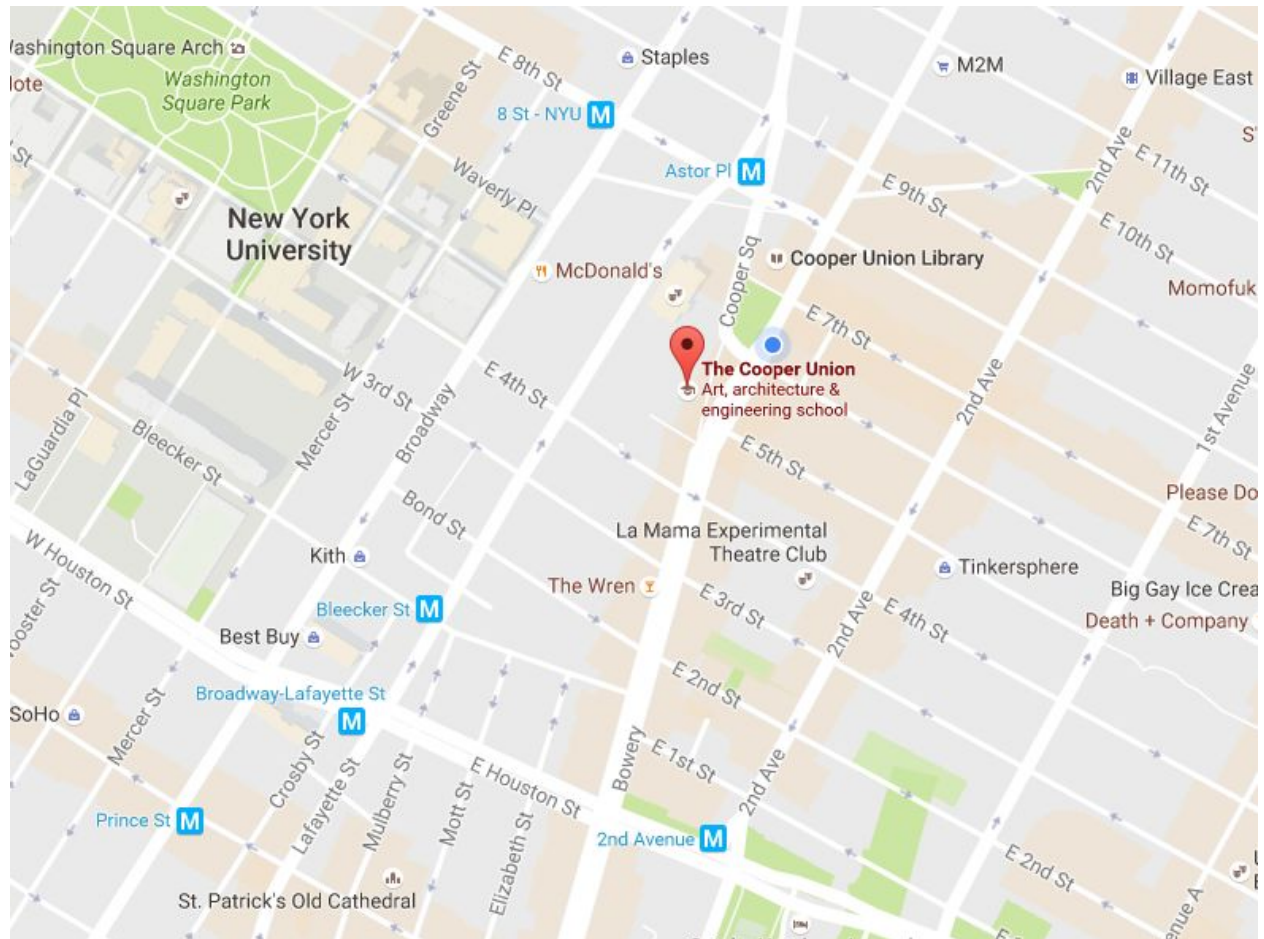 Washington Square Arch
Washington
Square Park
Greene St
E 8th St
Staples
M2M
Village East
8 St - NYU M
Astor Pl M
2nd Ave
E 11th St
E 9th St
E 10th St
St
Waverly Pl
New York
University
McDonald's
Cooper Sq
Cooper Union Library
Momofuk
E 7th St
The Cooper Union
Art, architecture &
engineering school
W 3rd St
E 4th St
LaGuardia Pl
Bleecker St
Mercer St
Broadway
2nd Ave
1st Avenue
E 5th St
Bond St
Please Do
E 7th St
W Houston St
Kith
La Mama Experimental
Theatre Club
Tinkersphere
The Wren
Big Gay Ice Crea
Bleecker St M
E 3rd St
2nd Ave
E 4th St
Death + Company
ooster St
Best Buy
Broadway-Lafayette St
M
E 2nd St
SoHo
Mercer St
Crosby St
Lafayette St
Mulberry St
Mott St
E Houston St
Elizabeth St
Bowery
E 1st St
2nd Ave
Prince St M
2nd Avenue M
E 2nd St
St. Patrick's Old Cathedral
enue A